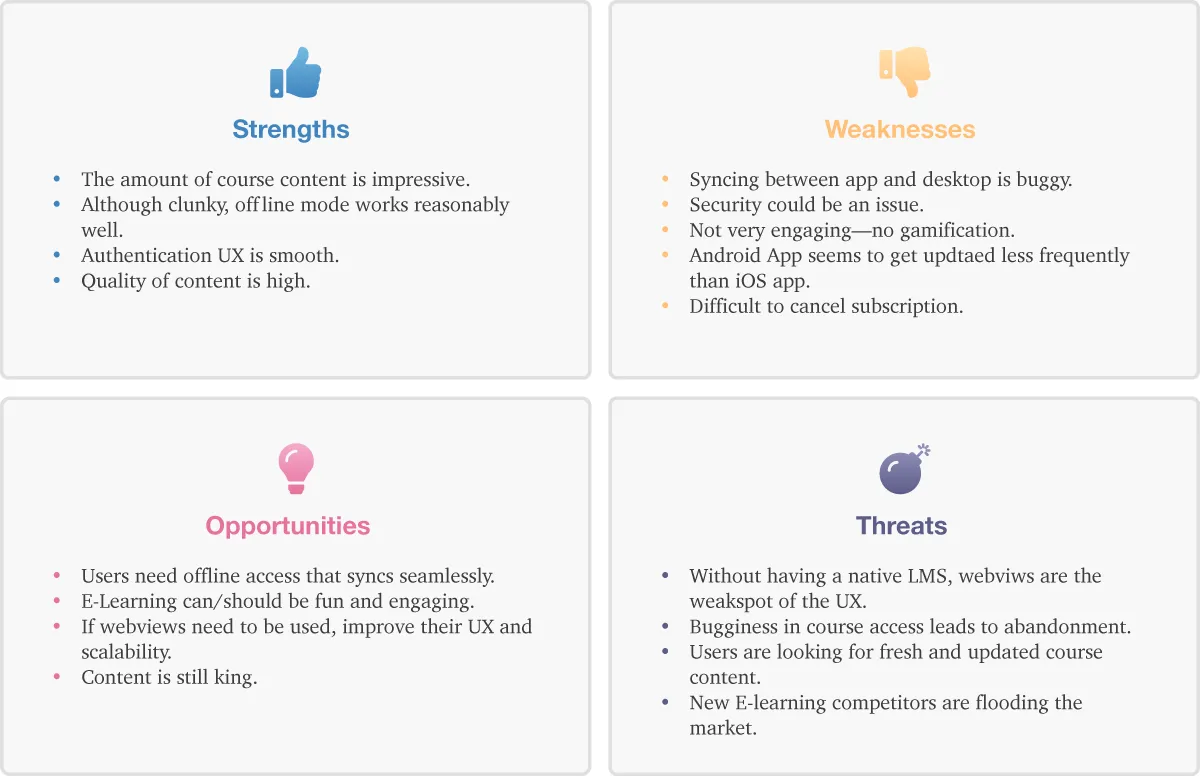 Strengths
• The amount of course content is impressive.
• Although clunky, offline mode works reasonably
well.
• Authentication UX is smooth.
• Quality of content is high.
Weaknesses
• Syncing between app and desktop is buggy.
• Security could be an issue.
• Not very engaging—no gamification.
• Android App seems to get updtaed less frequently
than iOS app.
• Difficult to cancel subscription.
Opportunities
• Users need offline access that syncs seamlessly.
• E-Learning can/should be fun and engaging.
• If webviews need to be used, improve their UX and
scalability.
• Content is still king.
Threats
• Without having a native LMS, webviws are the
weakspot of the UX.
• Bugginess in course access leads to abandonment.
• Users are looking for fresh and updated course
content.
• New E-learning competitors are flooding the
market.